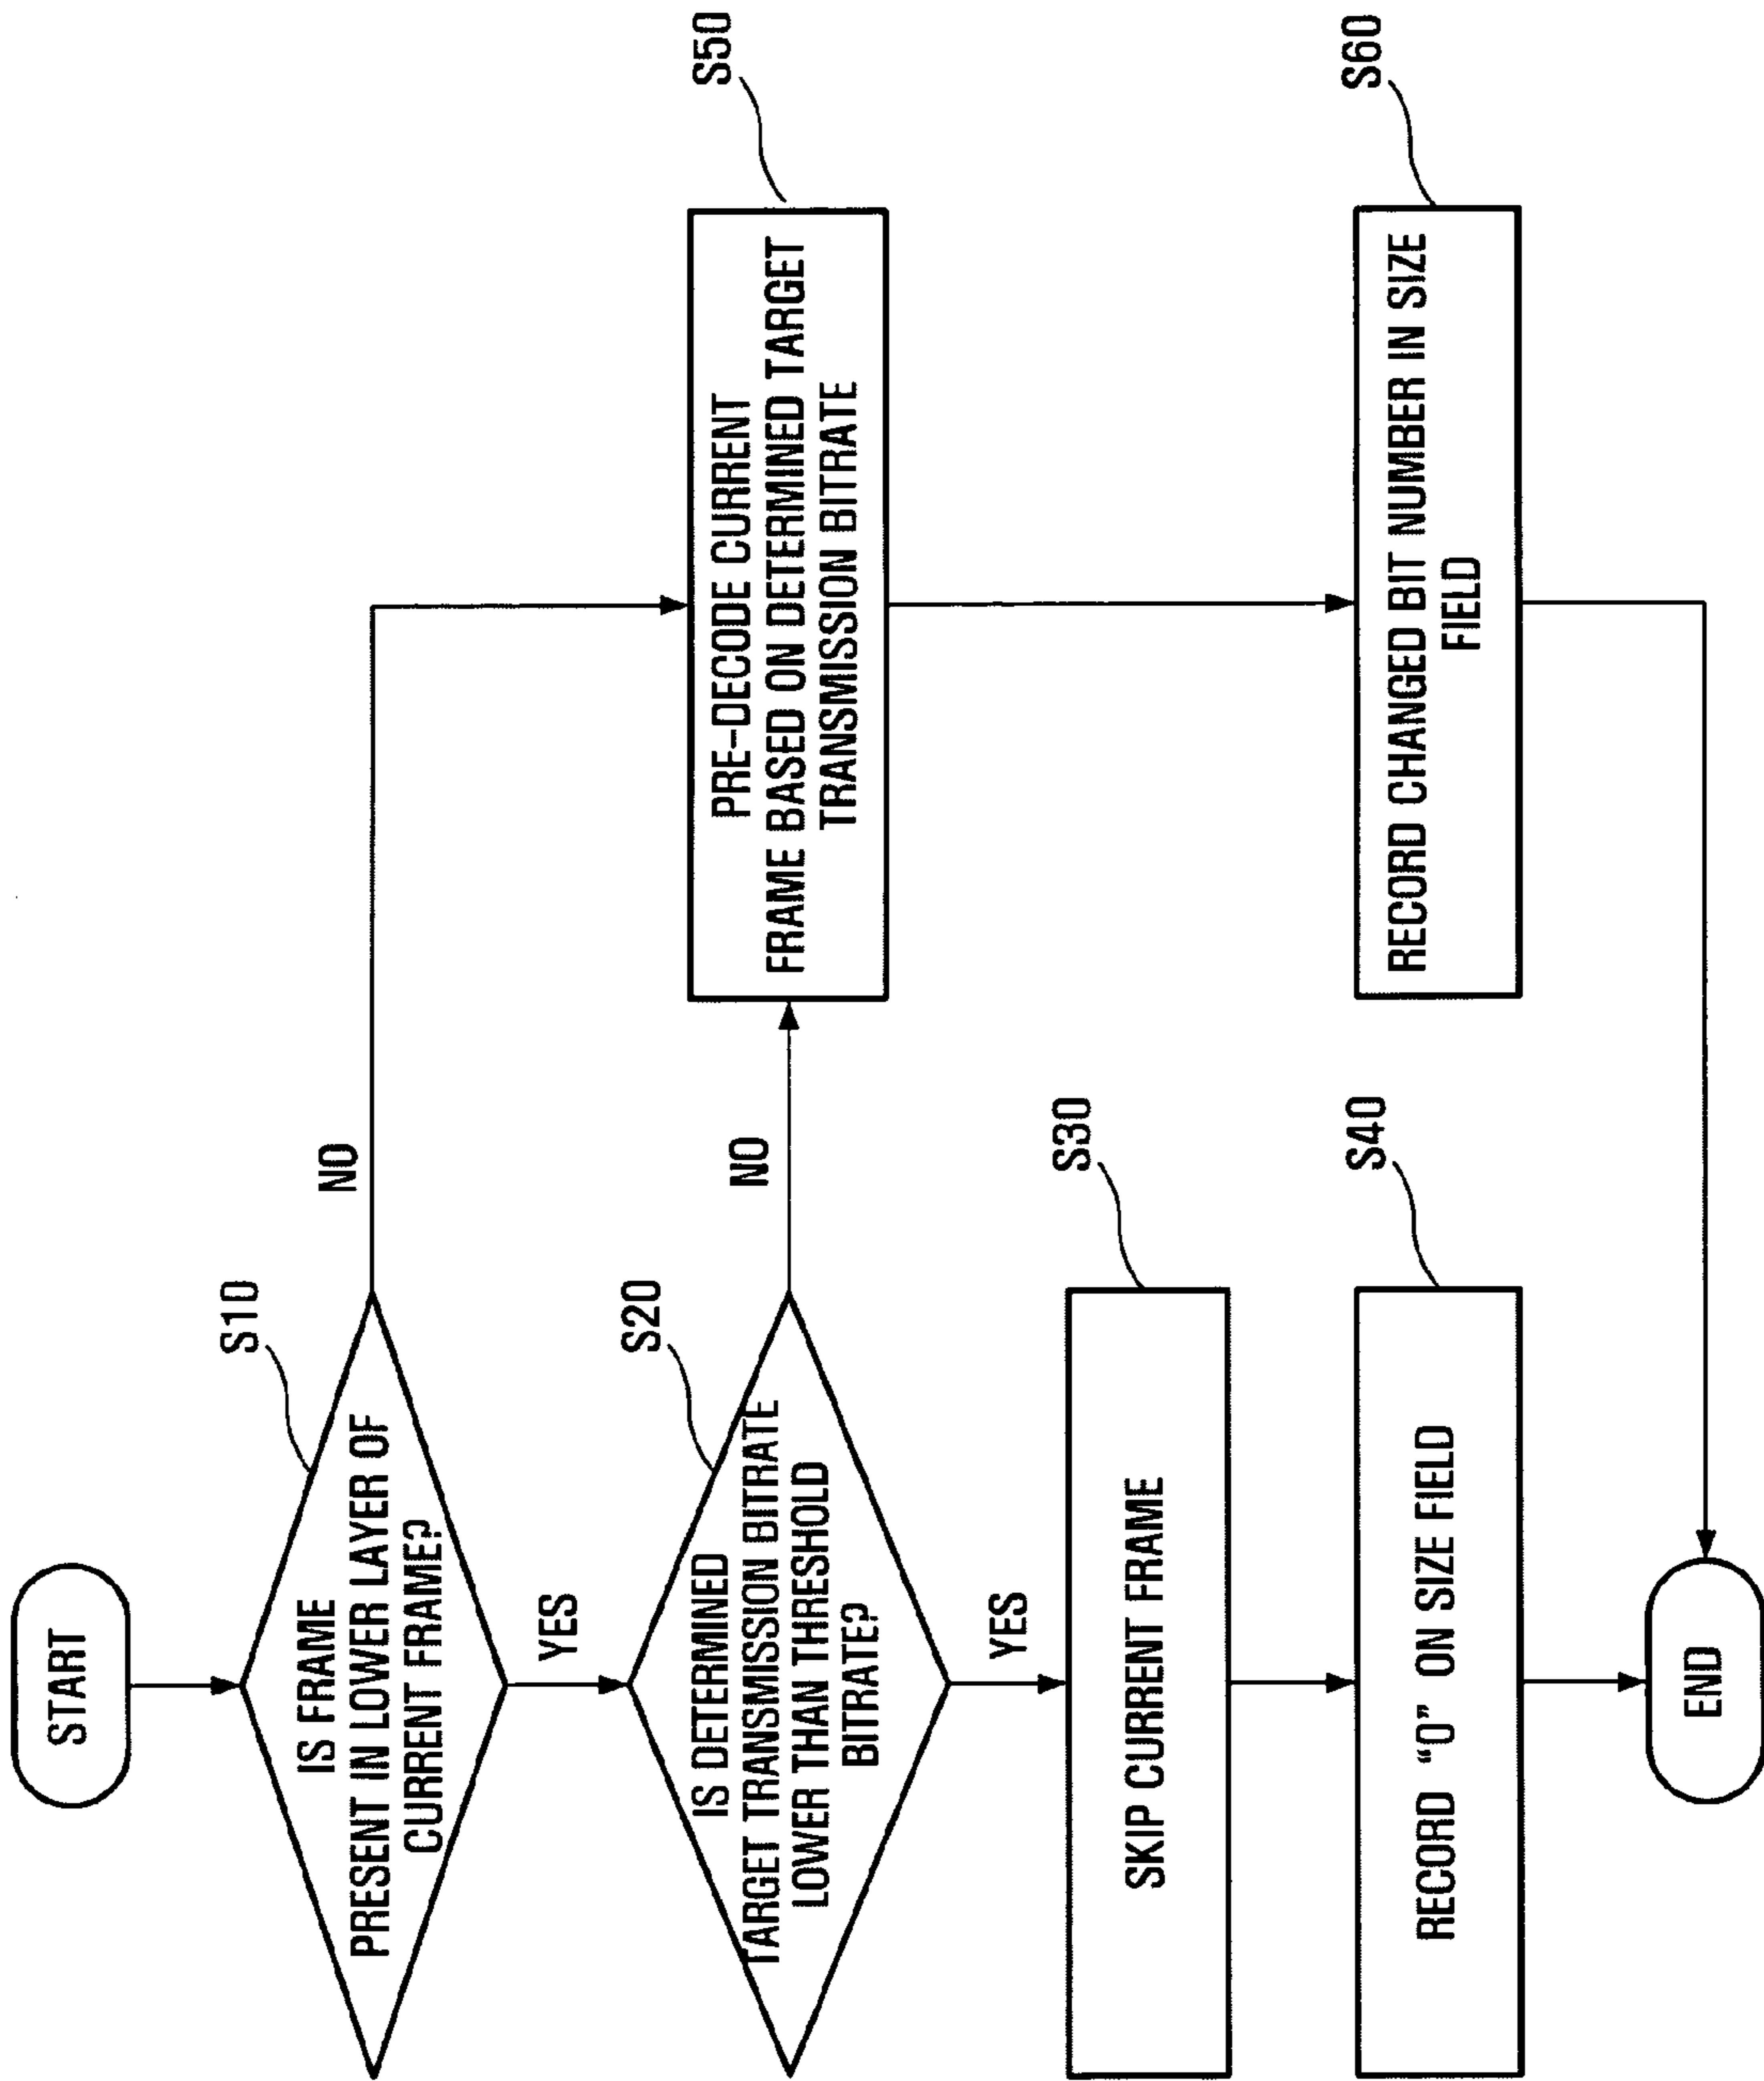 START
S10
IS FRAME
PRESENT IN LOWER LAYER OF
CURRENT FRAME?
NO
YES
S20
IS DETERMINED
TARGET TRANSMISSION BITRATE
LOWER THAN THRESHOLD
BITRATE?
NO
YES
S50
PRE-DECODE CURRENT
FRAME BASED ON DETERMINED TARGET
TRANSMISSION BITRATE
S30
SKIP CURRENT FRAME
S40
RECORD "0" ON SIZE FIELD
S60
RECORD CHANGED BIT NUMBER IN SIZE
FIELD
END